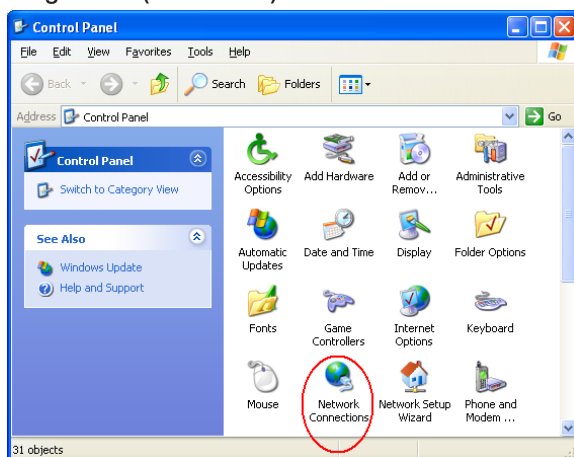 Control Panel
File Edit View Favorites Tools Help
Back Search Folders
Address Control Panel Go
Control Panel
Switch to Category View
See Also
Windows Update
Help and Support
Accessibility Options
Add Hardware
Add or Remov...
Administrative Tools
Automatic Updates
Date and Time
Display
Folder Options
Fonts
Game Controllers
Internet Options
Keyboard
Mouse
Network Connections
Network Setup Wizard
Phone and Modem ...
31 objects